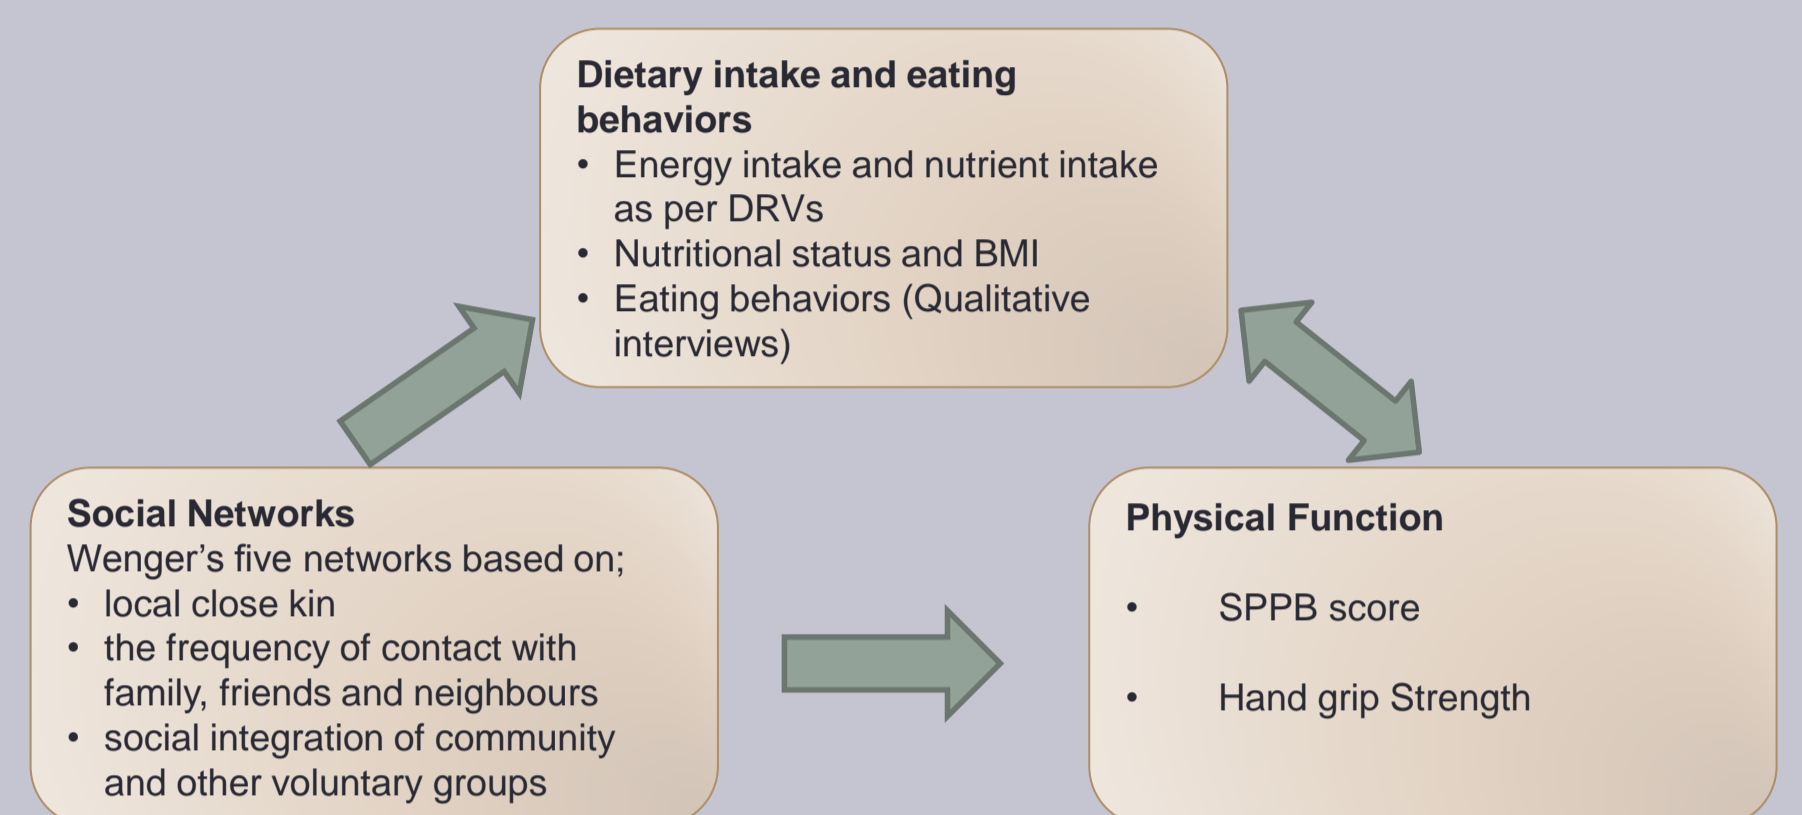 Dietary intake and eating
behaviors
• Energy intake and nutrient intake
as per DRVs
• Nutritional status and BMI
• Eating behaviors (Qualitative
interviews)
Social Networks
Wenger’s five networks based on;
• local close kin
• the frequency of contact with
family, friends and neighbours
• social integration of community
and other voluntary groups
Physical Function
• SPPB score
• Hand grip Strength